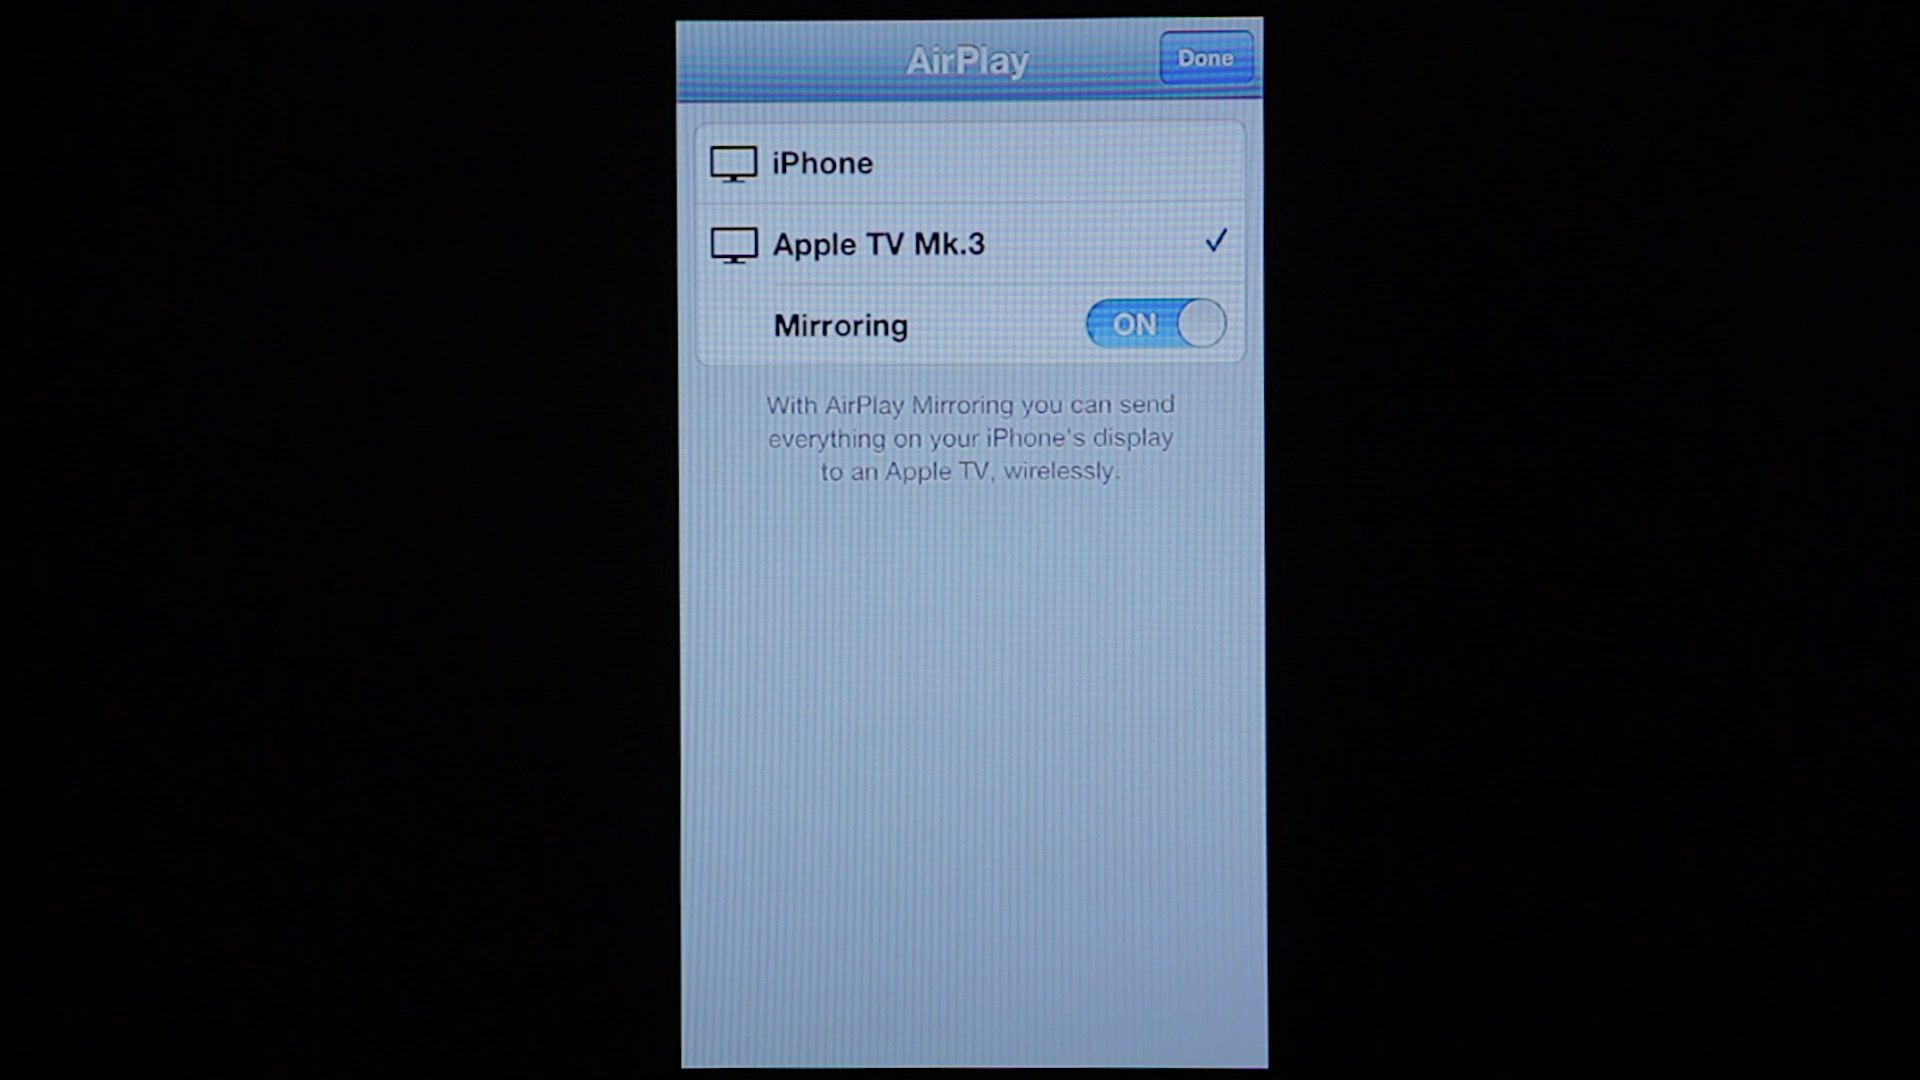 AirPlay
Done
iPhone
Apple TV Mk.3
Mirroring
ON
With AirPlay Mirroring you can send
everything on your iPhone's display
to an Apple TV, wirelessly.